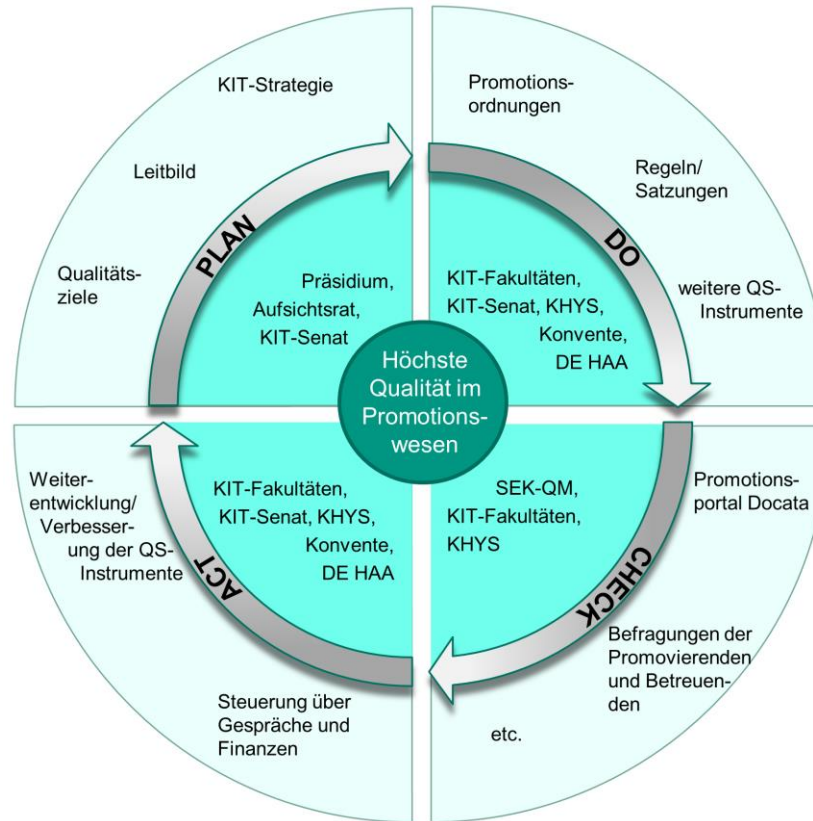 KIT-Strategie
Leitbild
Qualitäts-
ziele
PLAN
Präsidium,
Aufsichtsrat,
KIT-Senat
Promotions-
ordnungen
Regeln/
Satzungen
weitere QS-
Instrumente
DO
KIT-Fakultäten,
KIT-Senat, KHYS,
Konvente,
DE HAA
Höchste
Qualität im
Promotions-
wesen
Promotions-
portal Docata
Befragungen der
Promovierenden
und Betreuen-
den
etc.
CHECK
SEK-QM,
KIT-Fakultäten,
KHYS
Weiter-
entwicklung/
Verbesser-
ung der QS-
Instrumente
Steuerung über
Gespräche und
Finanzen
ACT
KIT-Fakultäten,
KIT-Senat, KHYS,
Konvente,
DE HAA